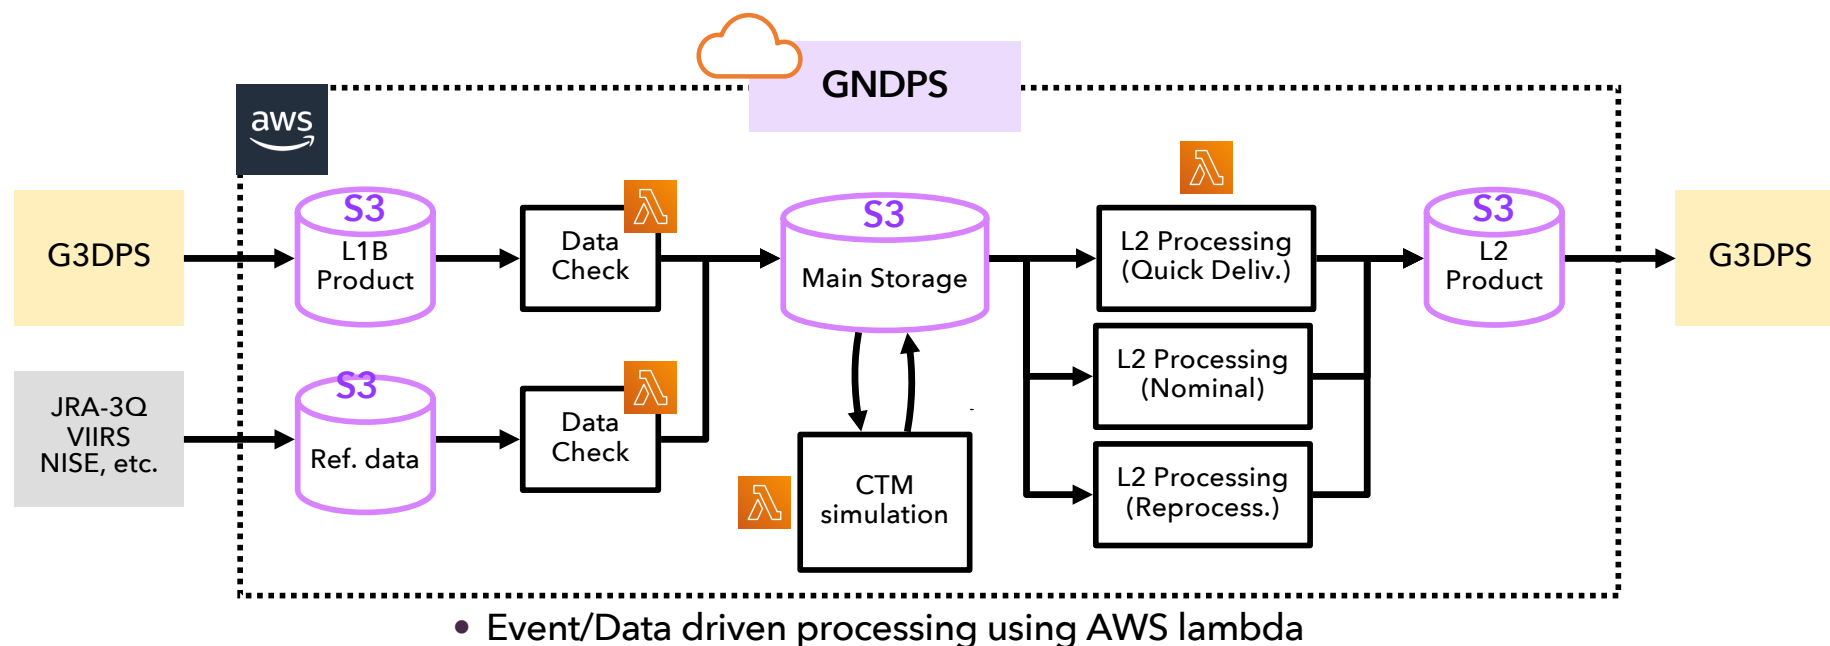 GNDPS
aws
G3DPS
S3
L1B
Product
Data
Check
S3
Main Storage
L2 Processing
(Quick Deliv.)
S3
L2
Product
G3DPS
JRA-3Q
VIIRS
NISE, etc.
S3
Ref. data
Data
Check
CTM
simulation
L2 Processing
(Nominal)
L2 Processing
(Reprocess.)
• Event/Data driven processing using AWS lambda